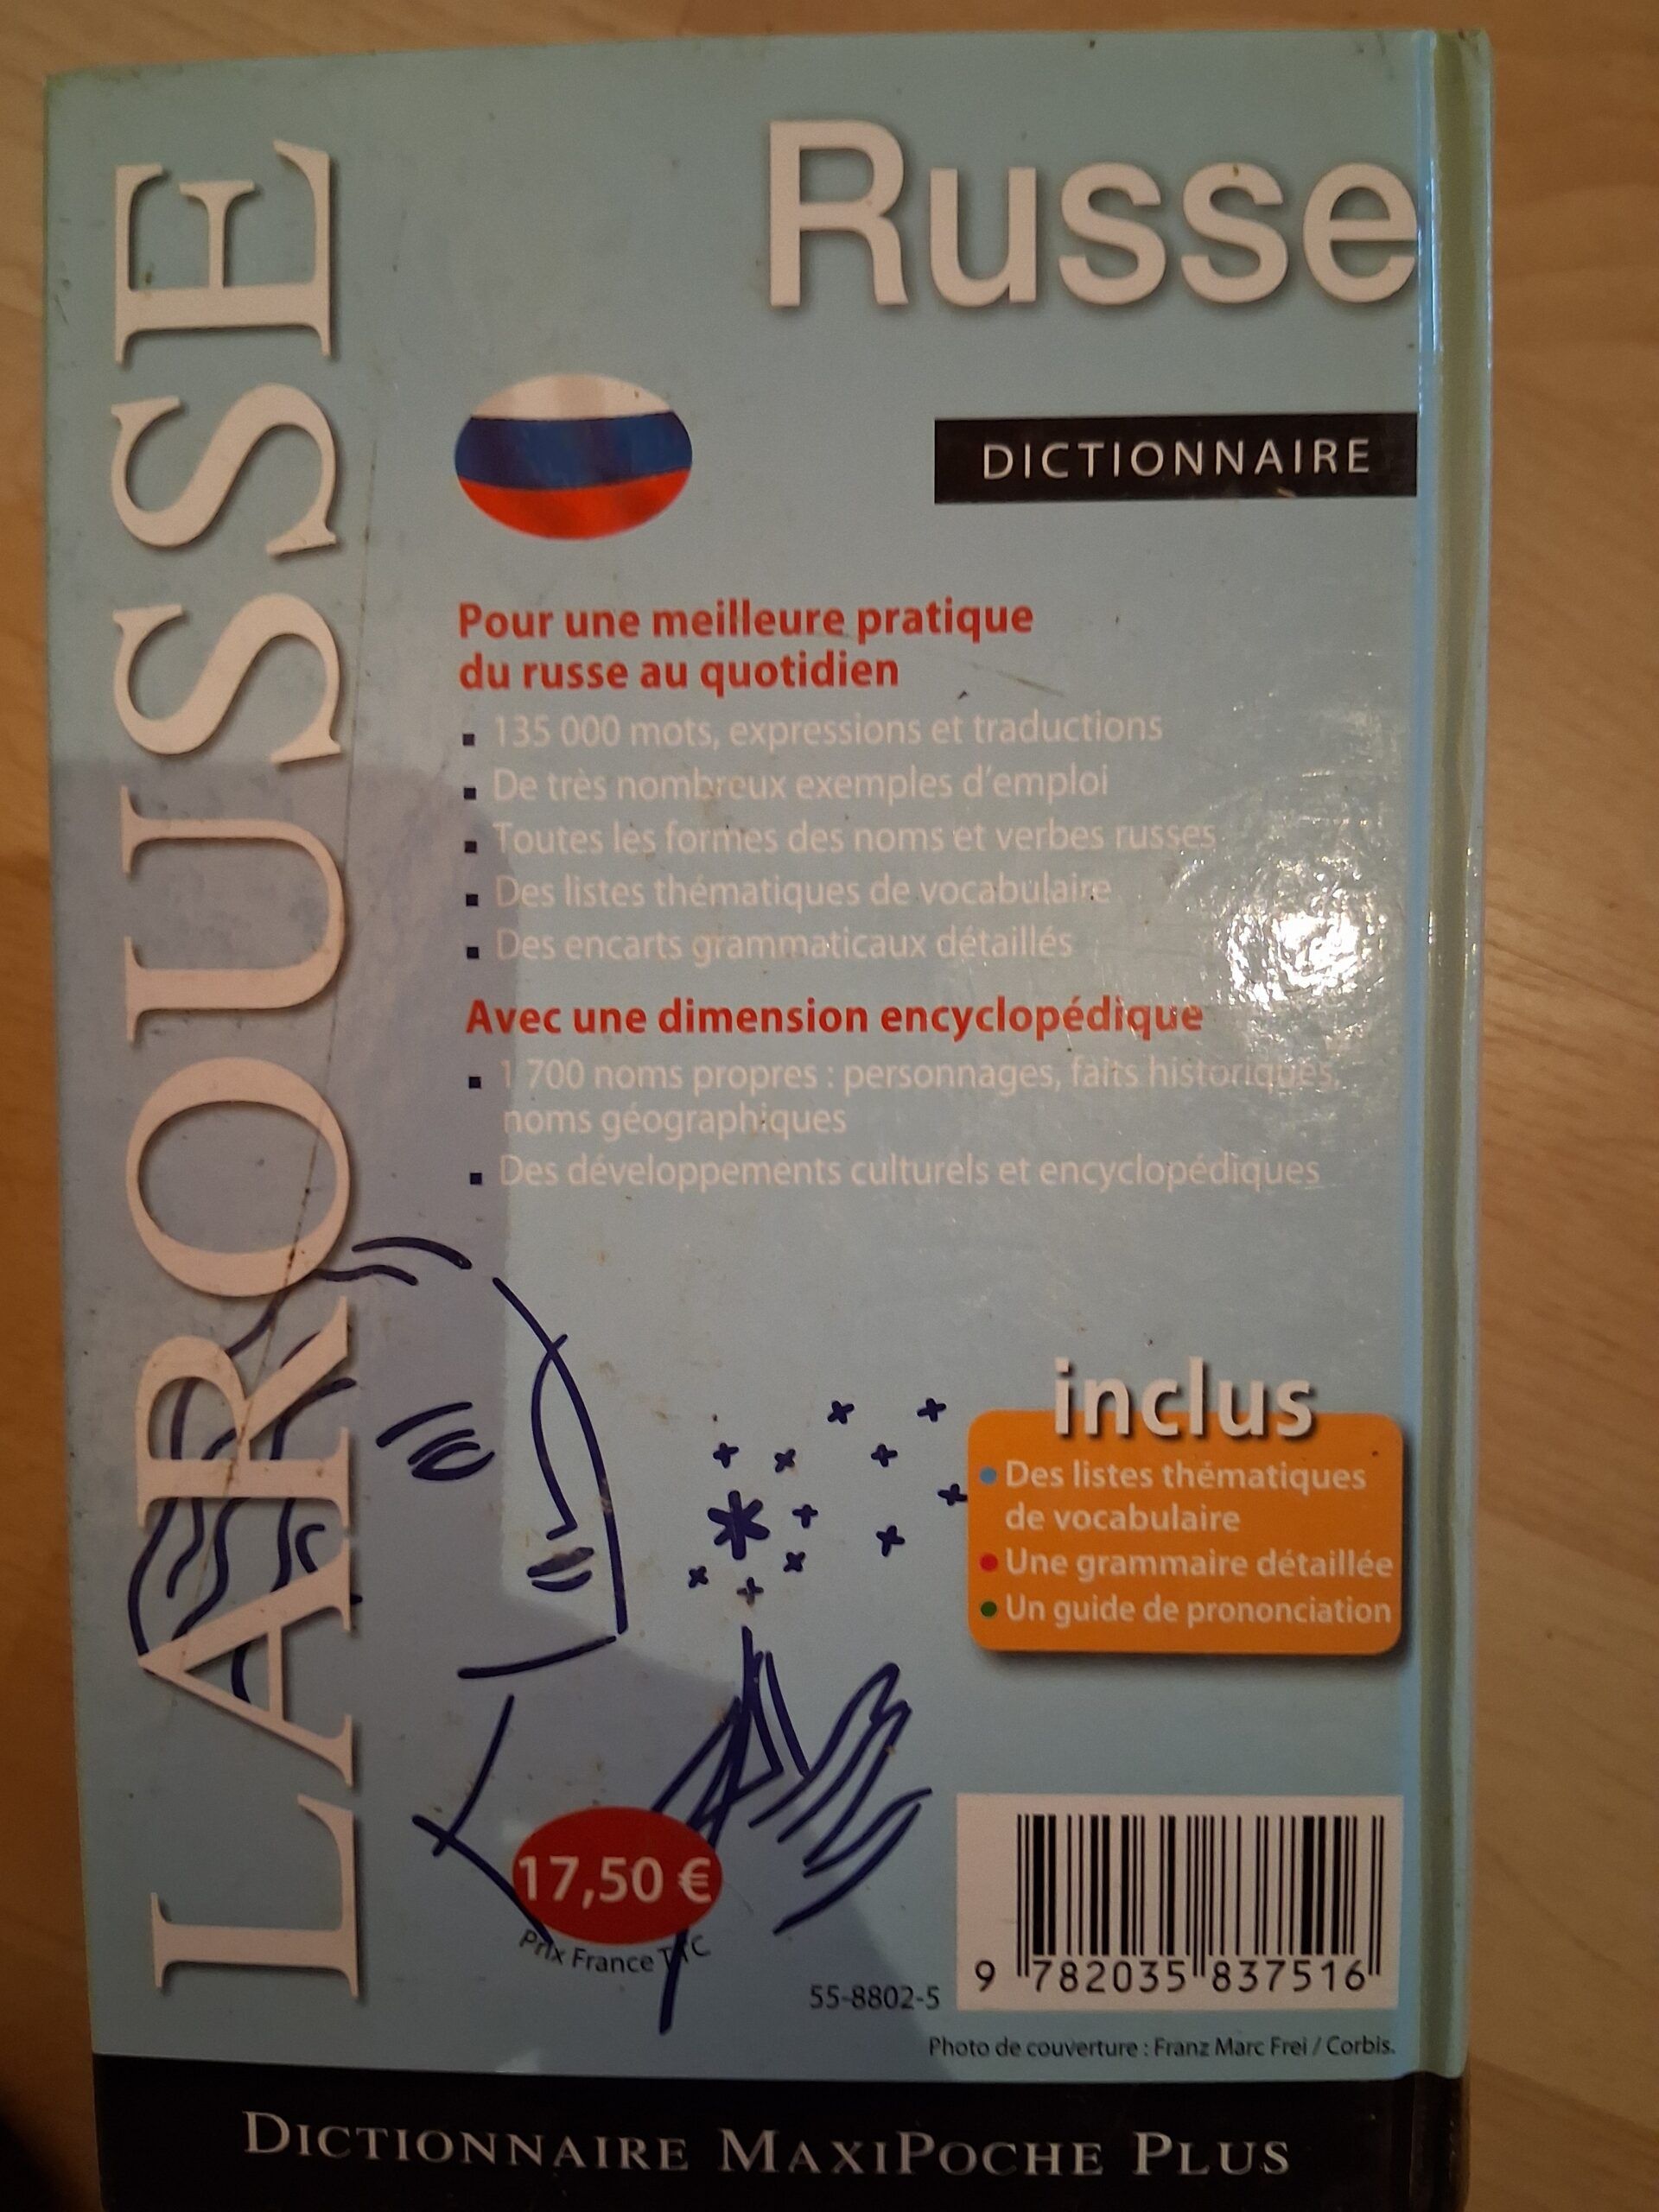 LAROUSSE
Russe
DICTIONNAIRE
Pour une meilleure pratique
du russe au quotidien
▪ 135 000 mots, expressions et traductions
▪ De très nombreux exemples d'emploi
▪ Toutes les formes des noms et verbes russes
▪ Des listes thématiques de vocabulaire
▪ Des encarts grammaticaux détaillés
Avec une dimension encyclopédique
▪ 1 700 noms propres : personnages, faits historiques,
noms géographiques
▪ Des développements culturels et encyclopédiques
inclus
• Des listes thématiques
de vocabulaire
• Une grammaire détaillée
• Un guide de prononciation
17,50 €
Prix France TTC
55-8802-5
9 782035 837516
Photo de couverture : Franz Marc Frei / Corbis.
DICTIONNAIRE MAXIPOCHE PLUS